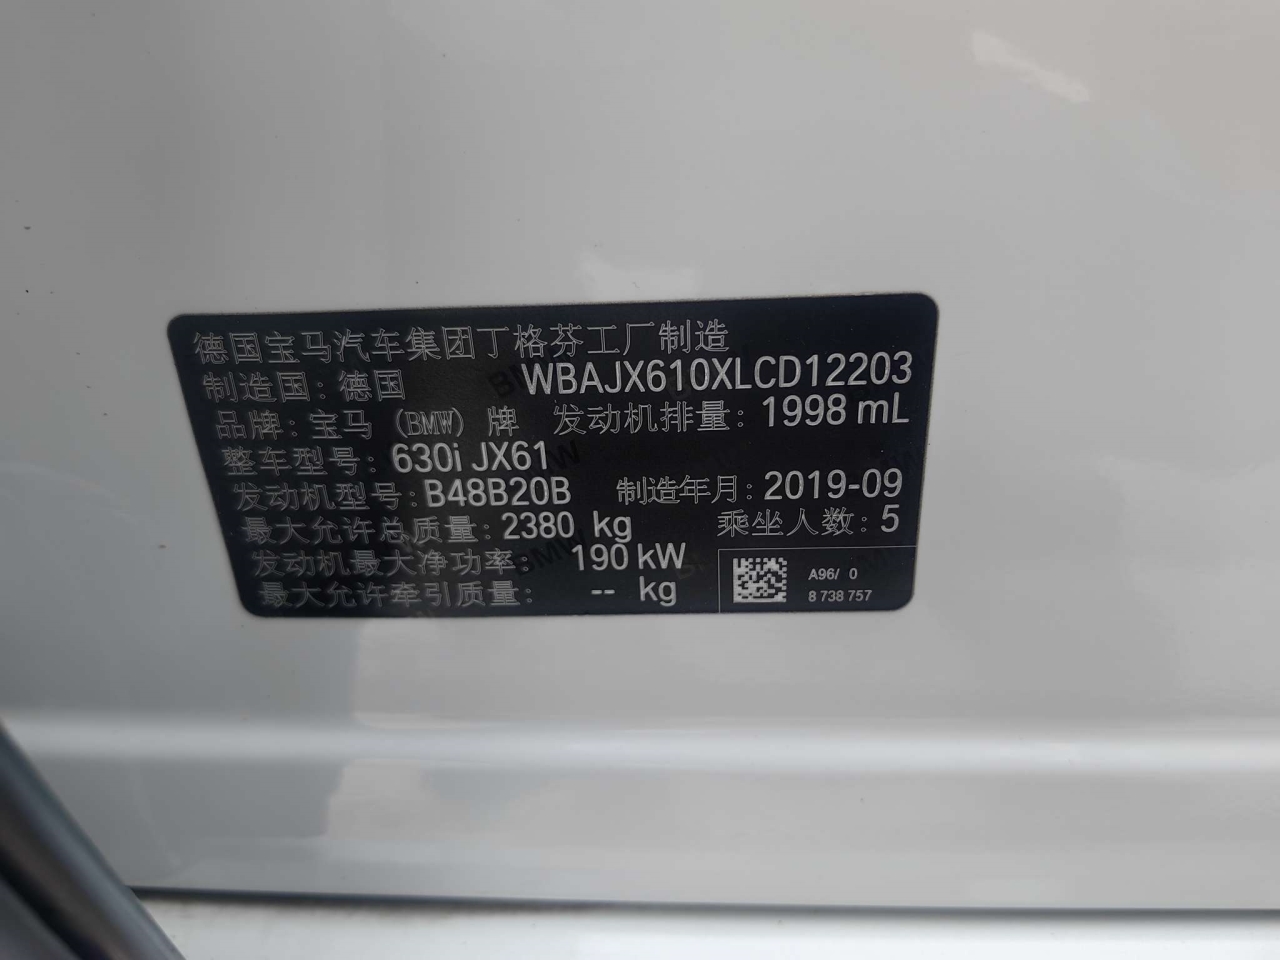 德国宝马汽车集团丁格芬工厂制造
制造国: 德国 WBAJX610XLCD12203
品牌: 宝马 (BMW) 牌 发动机排量: 1998 mL
整车型号: 630i JX61
发动机型号: B48B20B 制造年月: 2019-09
最大允许总质量: 2380 kg 乘坐人数: 5
发动机最大净功率: 190 kW
最大允许牵引质量: -- kg
A96/ 0
8 738 757